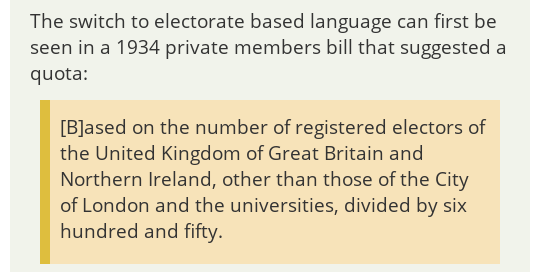 The switch to electorate based language can first be
seen in a 1934 private members bill that suggested a
quota:
[B]ased on the number of registered electors of
the United Kingdom of Great Britain and
Northern Ireland, other than those of the City
of London and the universities, divided by six
hundred and fifty.